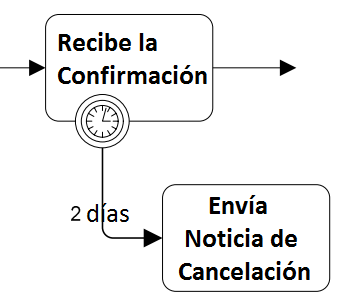 Recibe la
Confirmación
2 días
Envía
Noticia de
Cancelación